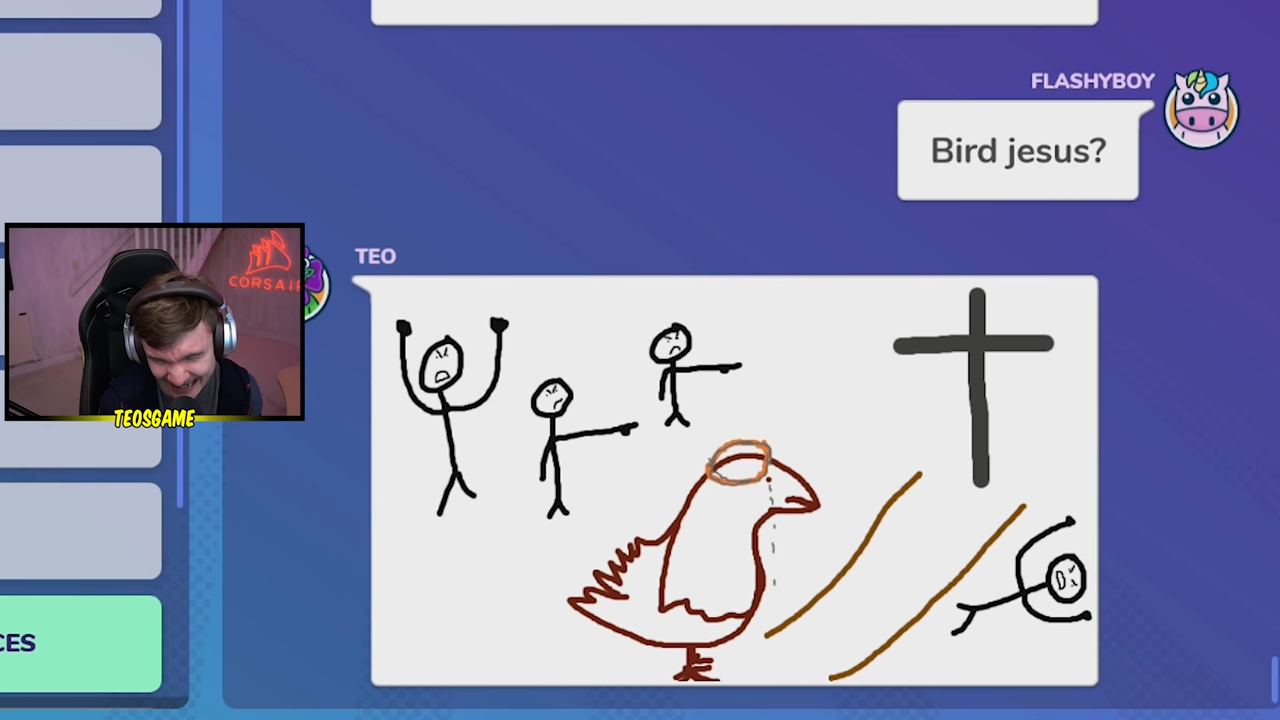 FLASHYBOY
Bird jesus?
TEO
CORSAIR
TEOSGAME
CES